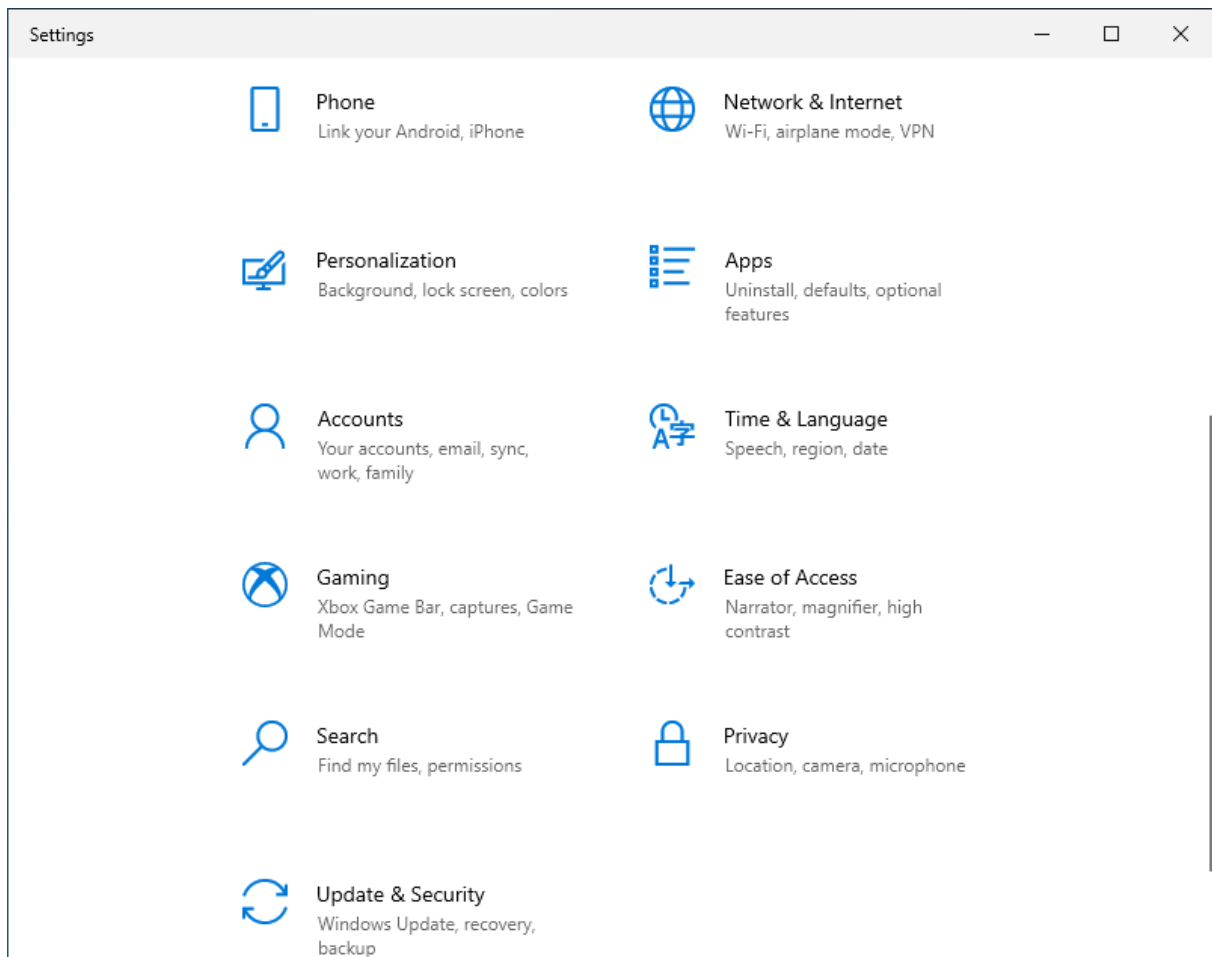 Settings
Phone
Link your Android, iPhone
Network & Internet
Wi-Fi, airplane mode, VPN
Personalization
Background, lock screen, colors
Apps
Uninstall, defaults, optional
features
Accounts
Your accounts, email, sync,
work, family
Time & Language
Speech, region, date
Gaming
Xbox Game Bar, captures, Game
Mode
Ease of Access
Narrator, magnifier, high
contrast
Search
Find my files, permissions
Privacy
Location, camera, microphone
Update & Security
Windows Update, recovery,
backup